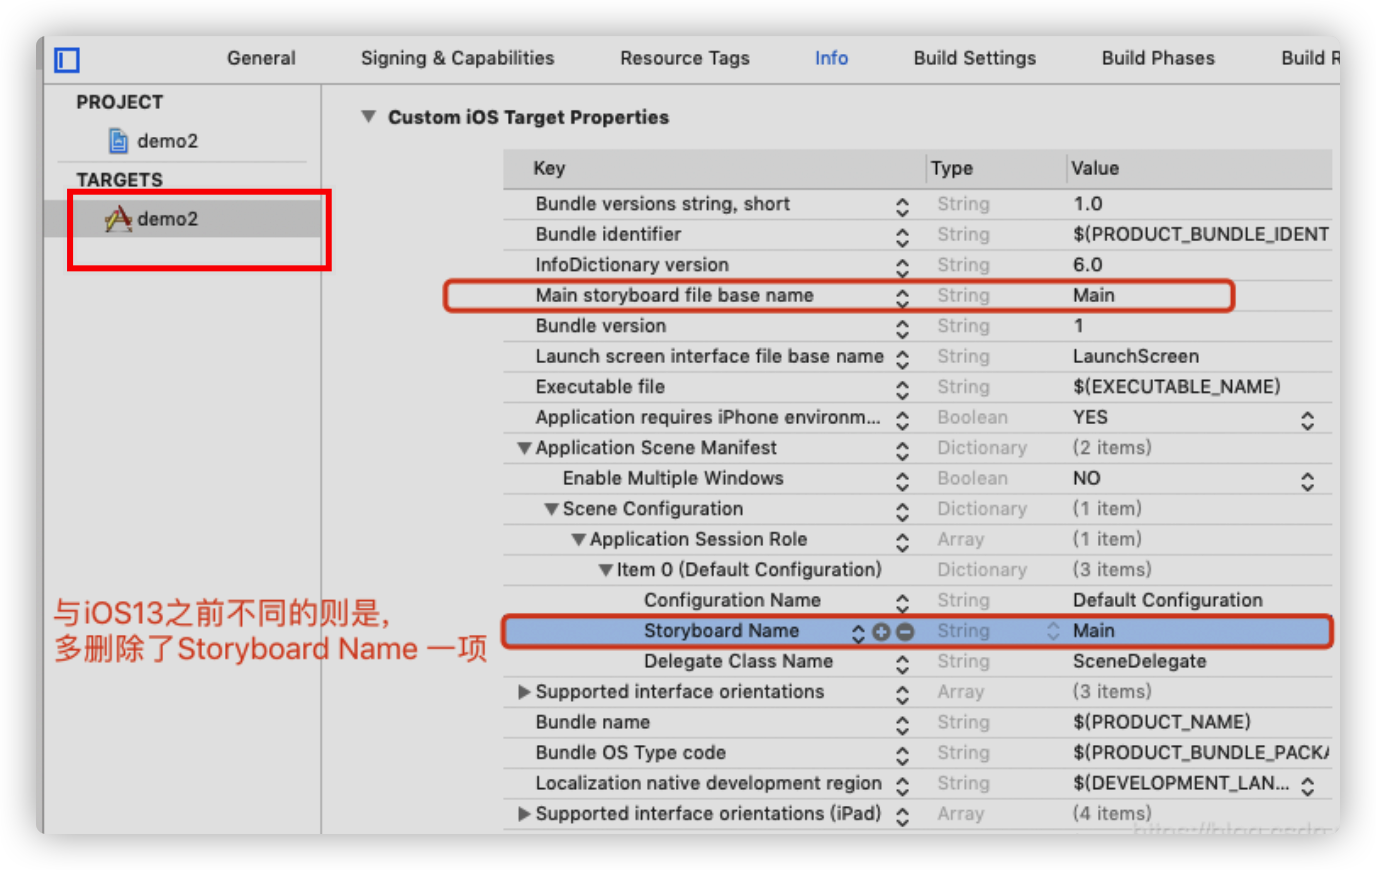 General Signing & Capabilities Resource Tags Info Build Settings Build Phases Build R
PROJECT
demo2
TARGETS
demo2
Custom iOS Target Properties
Key Type Value
Bundle versions string, short String 1.0
Bundle identifier String $(PRODUCT_BUNDLE_IDENT
InfoDictionary version String 6.0
Main storyboard file base name String Main
Bundle version String 1
Launch screen interface file base name String LaunchScreen
Executable file String $(EXECUTABLE_NAME)
Application requires iPhone environm... Boolean YES
Application Scene Manifest Dictionary (2 items)
Enable Multiple Windows Boolean NO
Scene Configuration Dictionary (1 item)
Application Session Role Array (1 item)
Item 0 (Default Configuration) Dictionary (3 items)
Configuration Name String Default Configuration
Storyboard Name String Main
Delegate Class Name String SceneDelegate
Supported interface orientations Array (3 items)
Bundle name String $(PRODUCT_NAME)
Bundle OS Type code String $(PRODUCT_BUNDLE_PACKA
Localization native development region String $(DEVELOPMENT_LAN...
Supported interface orientations (iPad) Array (4 items)
与iOS13之前不同的则是,
多删除了Storyboard Name 一项